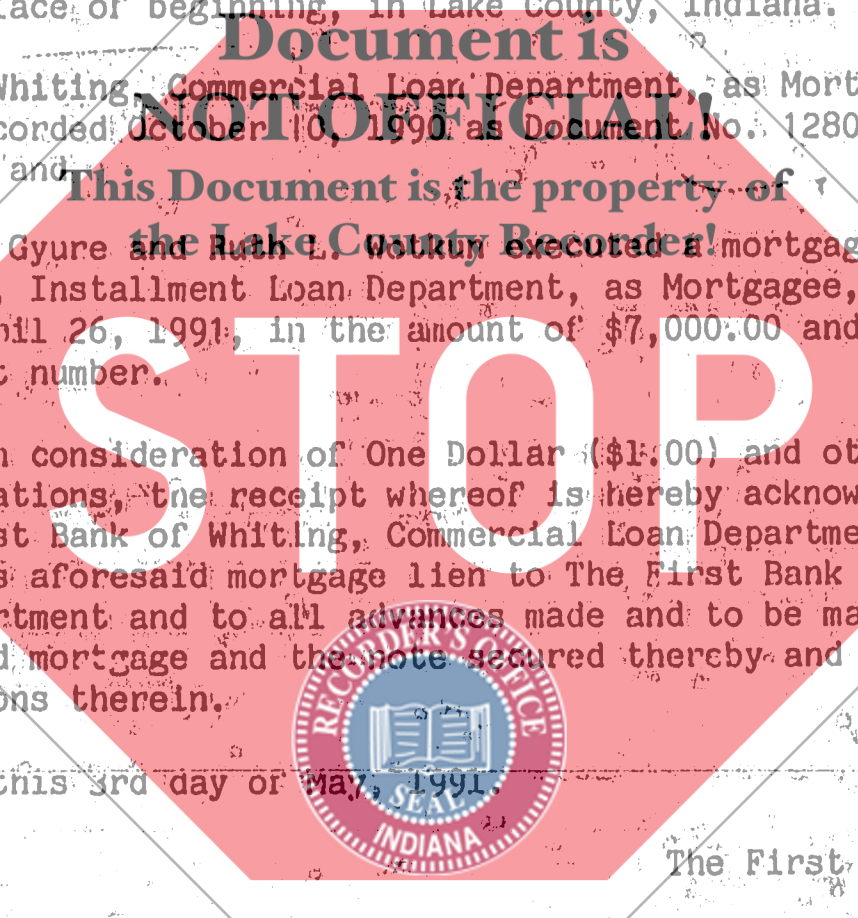 lace of beginning, in Lake County, Indiana.
Document is
Whiting, Commercial Loan Department, as Mort
NOT OFFICIAL!
corded October 10, 1990 as Document No. 1280
and
This Document is the property of
the Lake County Recorder!
Gyure and Ruth L. Watkun executed a mortgag
, Installment Loan Department, as Mortgagee,
ril 26, 1991, in the amount of $7,000.00 and
t number.
STOP
n consideration of One Dollar ($1.00) and ot
ations, the receipt whereof is hereby acknow
st Bank of Whiting, Commercial Loan Departme
s aforesaid mortgage lien to The First Bank
rtment and to all advances made and to be ma
d mortgage and the note secured thereby and
ons therein.
RECORDER'S OFFICE
SEAL
INDIANA
this 3rd day of May, 1991.
The First